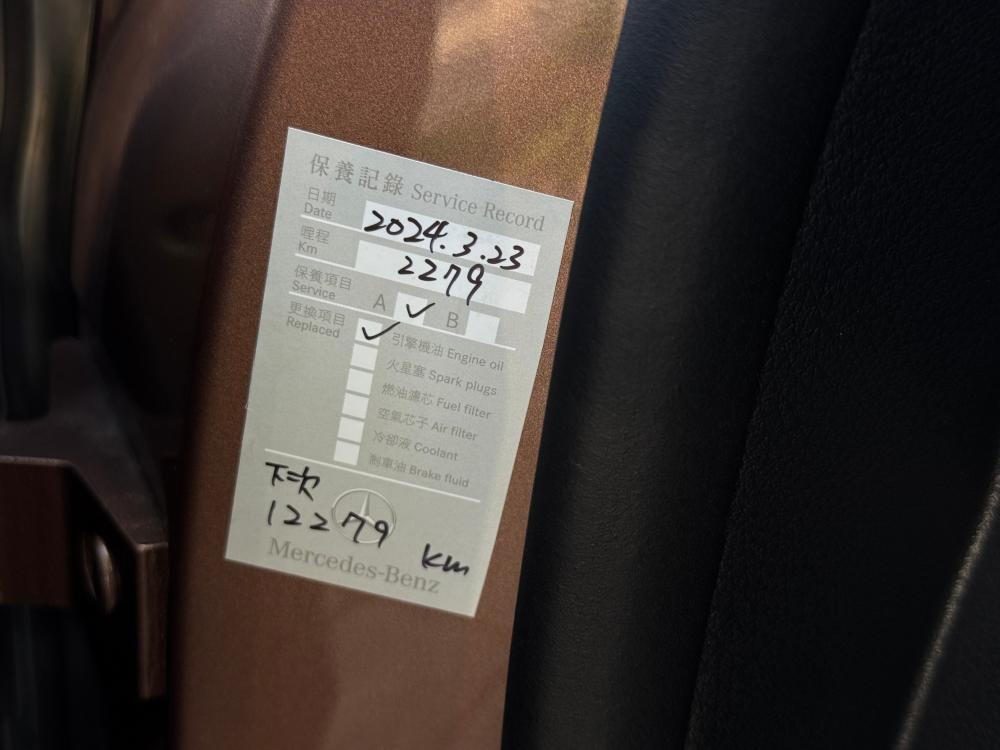 保養記錄 Service Record
日期
Date 2024.3.23
哩程
Km 2279
保養項目
Service A ✓ B
更換項目
Replaced ✓ 引擎機油 Engine oil
火星塞 Spark plugs
燃油濾芯 Fuel filter
空氣芯子 Air filter
冷卻液 Coolant
剎車油 Brake fluid
下次
12279 km
Mercedes-Benz